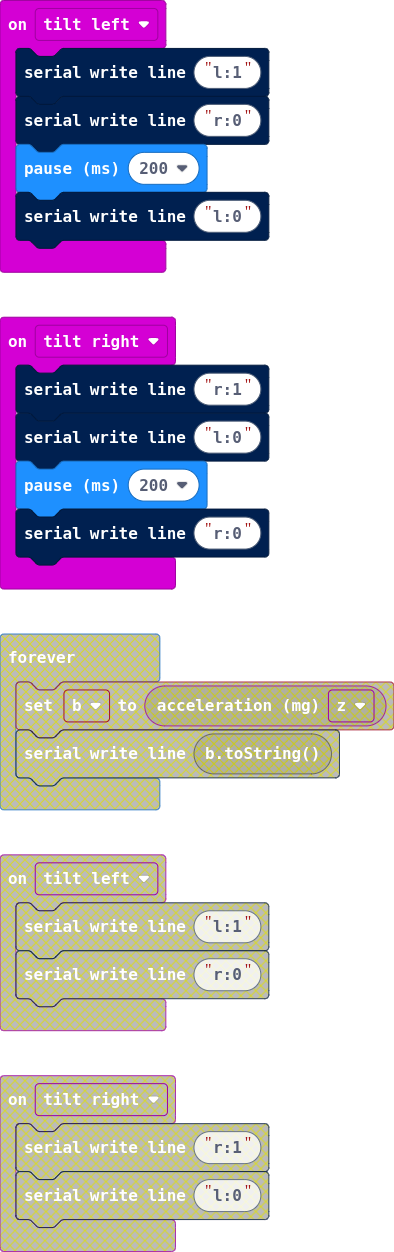 on tilt left
serial write line "l:1"
serial write line "r:0"
pause (ms) 200
serial write line "l:0"
on tilt right
serial write line "r:1"
serial write line "l:0"
pause (ms) 200
serial write line "r:0"
forever
set b to acceleration (mg) z
serial write line b.toString()
on tilt left
serial write line "l:1"
serial write line "r:0"
on tilt right
serial write line "r:1"
serial write line "l:0"